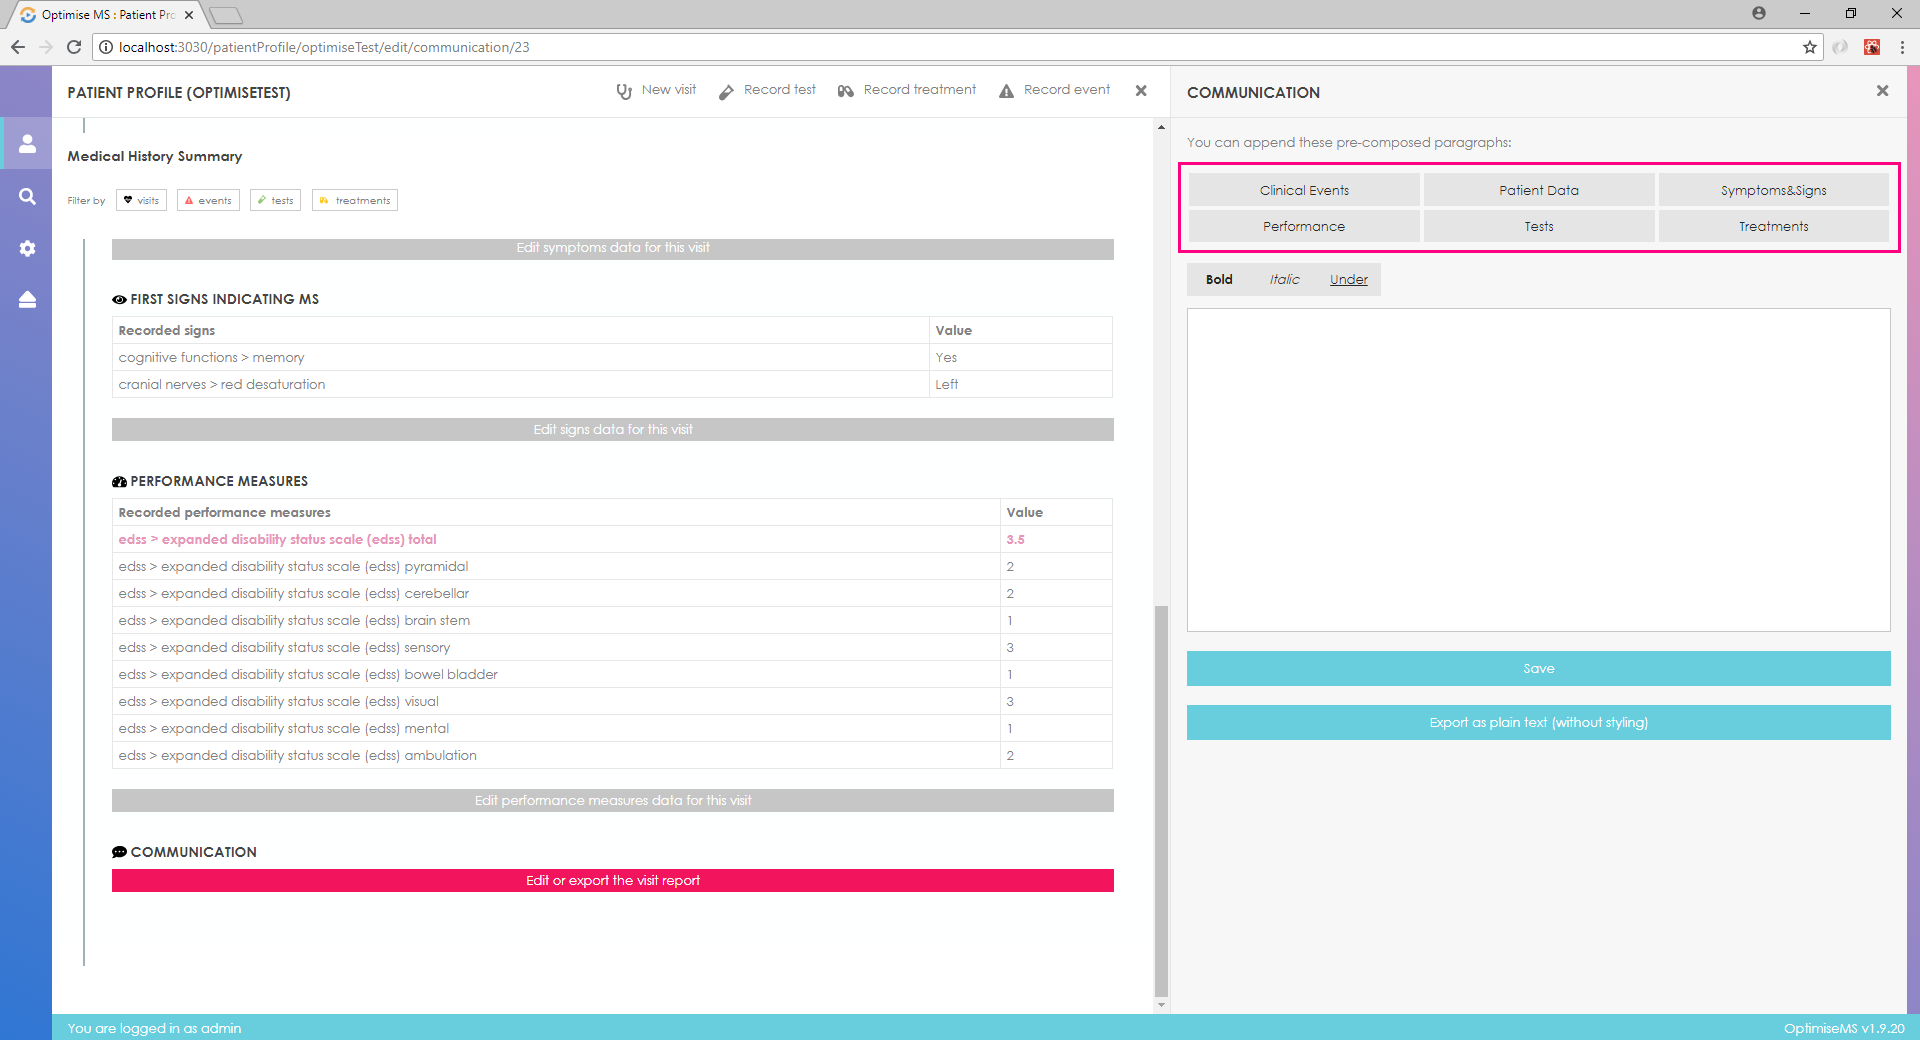 Optimise MS : Patient Pro
localhost:3030/patientProfile/optimiseTest/edit/communication/23
PATIENT PROFILE (OPTIMISETEST)
New visit
Record test
Record treatment
Record event
Medical History Summary
Filter by
visits
events
tests
treatments
Edit symptoms data for this visit
FIRST SIGNS INDICATING MS
Recorded signs Value
cognitive functions > memory Yes
cranial nerves > red desaturation Left
Edit signs data for this visit
PERFORMANCE MEASURES
Recorded performance measures Value
edss > expanded disability status scale (edss) total 3.5
edss > expanded disability status scale (edss) pyramidal 2
edss > expanded disability status scale (edss) cerebellar 2
edss > expanded disability status scale (edss) brain stem 1
edss > expanded disability status scale (edss) sensory 3
edss > expanded disability status scale (edss) bowel bladder 1
edss > expanded disability status scale (edss) visual 3
edss > expanded disability status scale (edss) mental 1
edss > expanded disability status scale (edss) ambulation 2
Edit performance measures data for this visit
COMMUNICATION
Edit or export the visit report
COMMUNICATION
You can append these pre-composed paragraphs:
Clinical Events Patient Data Symptoms&Signs
Performance Tests Treatments
Bold Italic Under
Save
Export as plain text (without styling)
You are logged in as admin
OptimiseMS v1.9.20